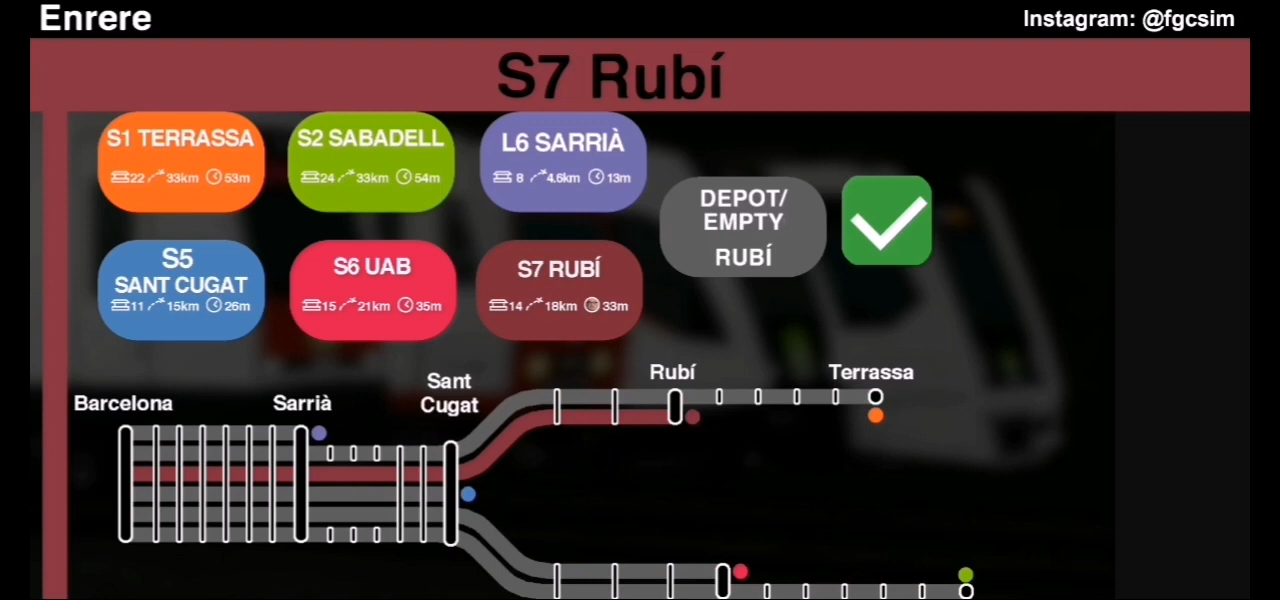 Enrere
Instagram: @fgcsim
S7 Rubí
S1 TERRASSA
22 33km 53m
S2 SABADELL
24 33km 54m
L6 SARRIÀ
8 4.6km 13m
DEPOT/
EMPTY
RUBÍ
S5
SANT CUGAT
11 15km 26m
S6 UAB
15 21km 35m
S7 RUBÍ
14 18km 33m
Barcelona
Sarrià
Sant
Cugat
Rubí
Terrassa